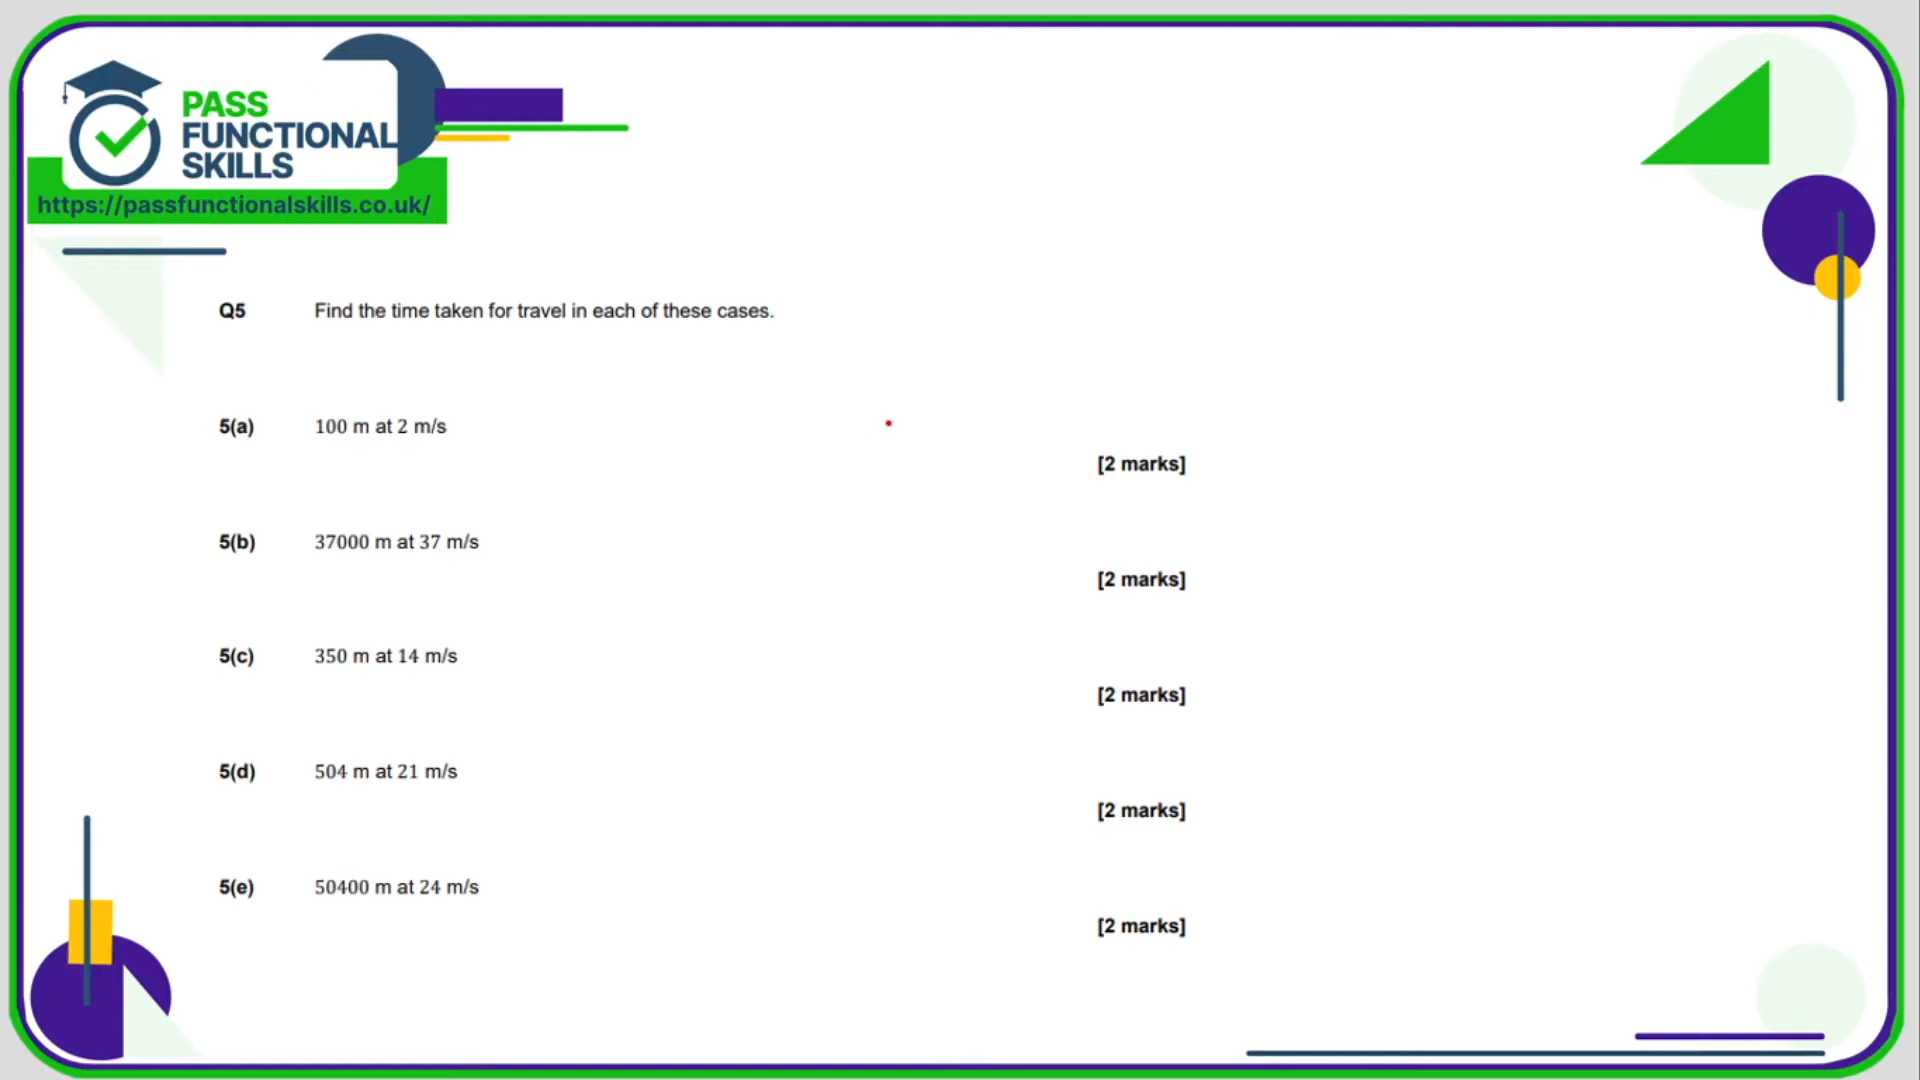 PASS
FUNCTIONAL
SKILLS
https://passfunctionalskills.co.uk/
Q5 Find the time taken for travel in each of these cases.
5(a) 100 m at 2 m/s
[2 marks]
5(b) 37000 m at 37 m/s
[2 marks]
5(c) 350 m at 14 m/s
[2 marks]
5(d) 504 m at 21 m/s
[2 marks]
5(e) 50400 m at 24 m/s
[2 marks]